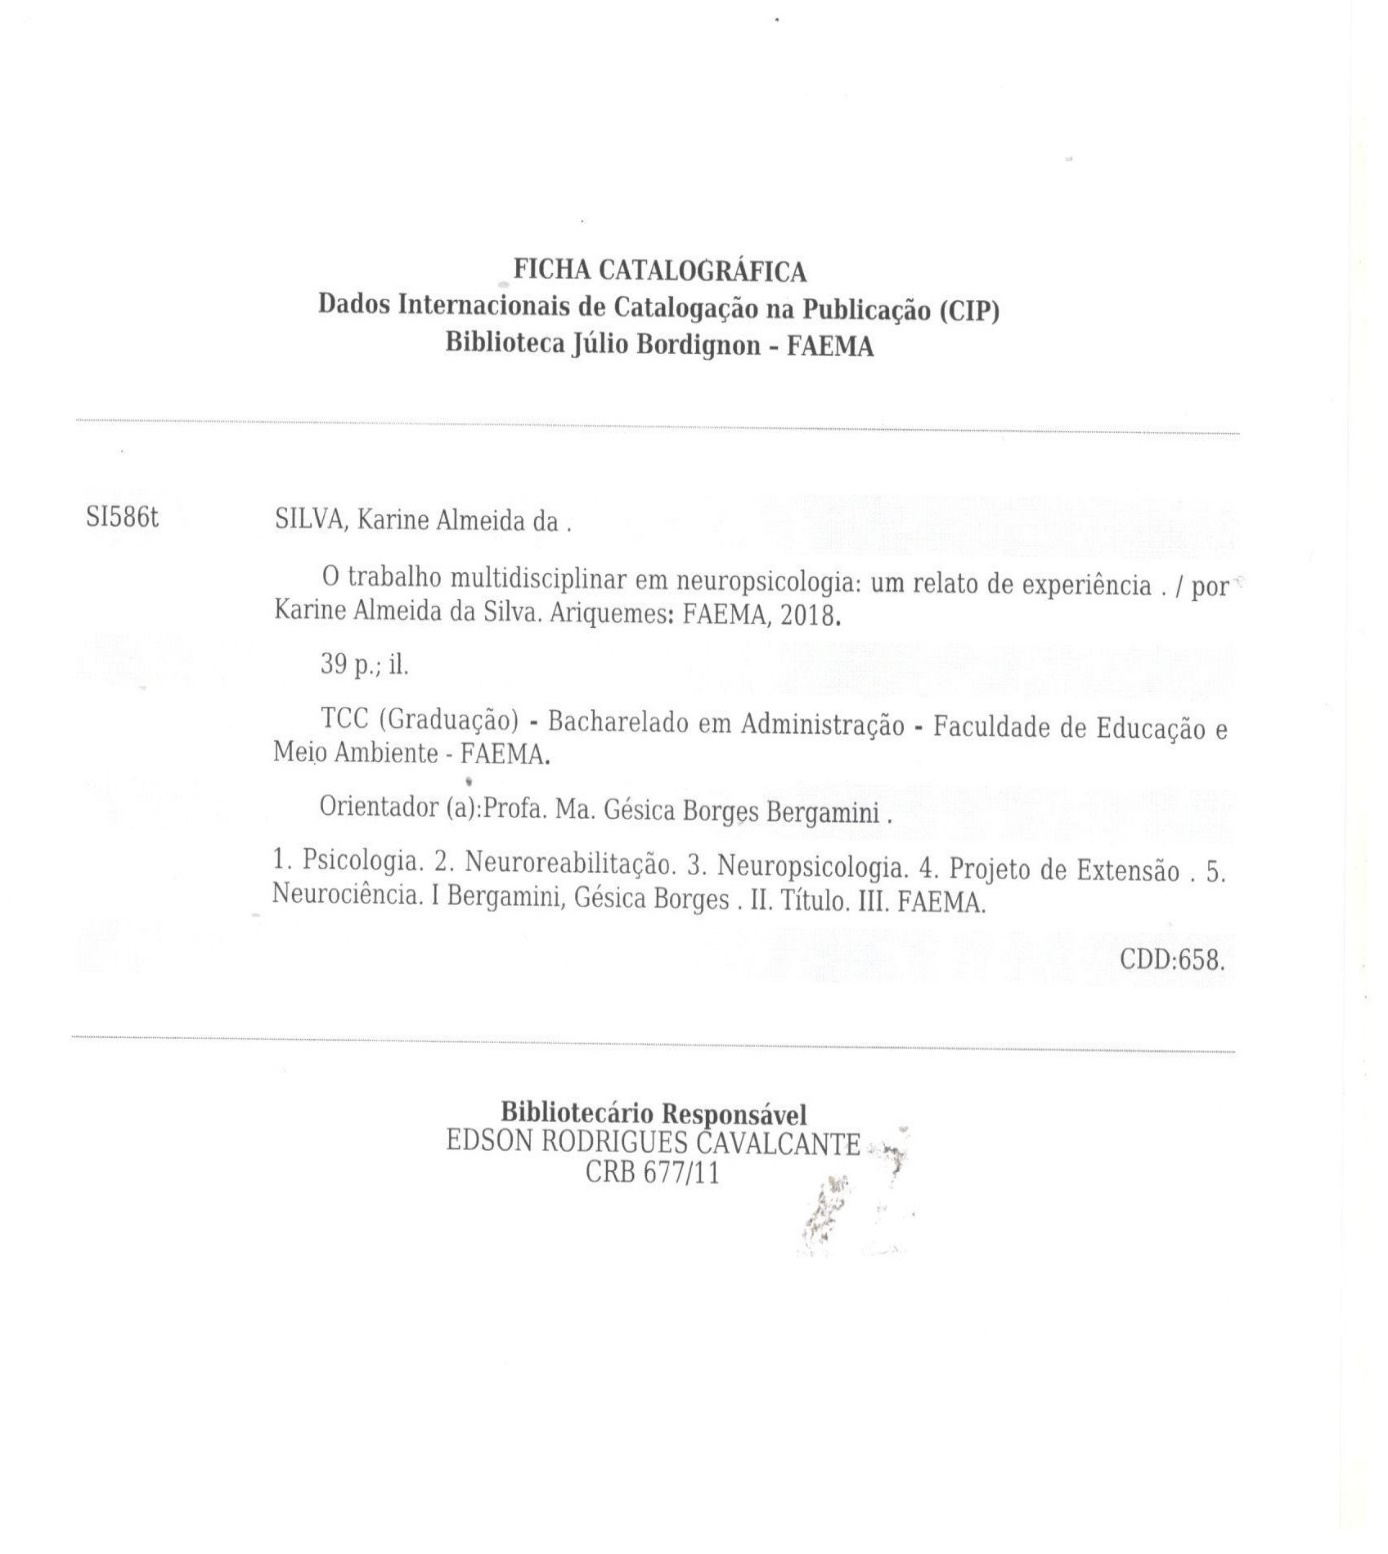 FICHA CATALOGRÁFICA
Dados Internacionais de Catalogação na Publicação (CIP)
Biblioteca Júlio Bordignon - FAEMA
SI586t
SILVA, Karine Almeida da .
O trabalho multidisciplinar em neuropsicologia: um relato de experiência . / por
Karine Almeida da Silva. Ariquemes: FAEMA, 2018.
39 p.; il.
TCC (Graduação) - Bacharelado em Administração - Faculdade de Educação e
Meio Ambiente - FAEMA.
Orientador (a):Profa. Ma. Gésica Borges Bergamini .
1. Psicologia. 2. Neuroreabilitação. 3. Neuropsicologia. 4. Projeto de Extensão . 5.
Neurociência. I Bergamini, Gésica Borges . II. Título. III. FAEMA.
CDD:658.
Bibliotecário Responsável
EDSON RODRIGUES CAVALCANTE
CRB 677/11